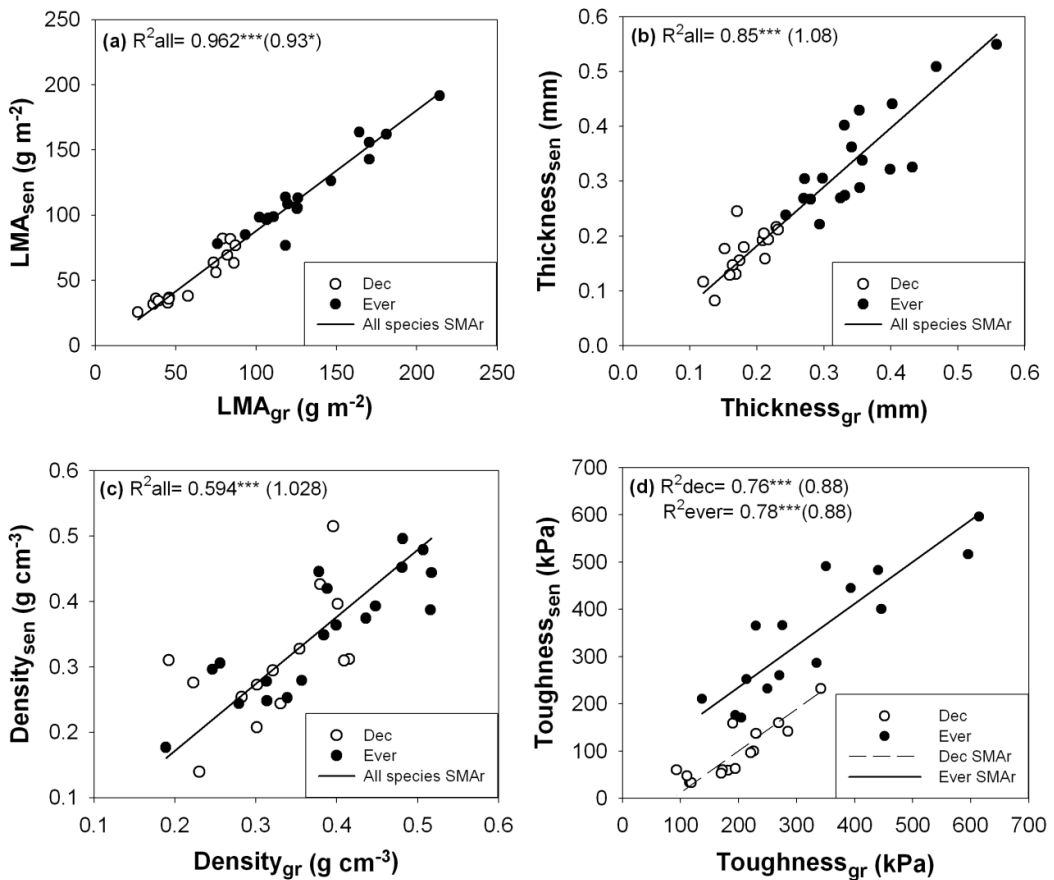 (a) R²all= 0.962***(0.93*)
LMAsen (g m⁻²)
250
200
150
100
50
0
Dec
Ever
All species SMAr
0 50 100 150 200 250
LMAgr (g m⁻²)
(b) R²all= 0.85*** (1.08)
Thicknesssen (mm)
0.6
0.5
0.4
0.3
0.2
0.1
0.0
Dec
Ever
All species SMAr
0.0 0.1 0.2 0.3 0.4 0.5 0.6
Thicknessgr (mm)
(c) R²all= 0.594*** (1.028)
Densitysen (g cm⁻³)
0.6
0.5
0.4
0.3
0.2
0.1
Dec
Ever
All species SMAr
0.1 0.2 0.3 0.4 0.5 0.6
Densitygr (g cm⁻³)
(d) R²dec= 0.76*** (0.88)
R²ever= 0.78***(0.88)
Toughnesssen (kPa)
700
600
500
400
300
200
100
0
Dec
Ever
Dec SMAr
Ever SMAr
0 100 200 300 400 500 600 700
Toughnessgr (kPa)